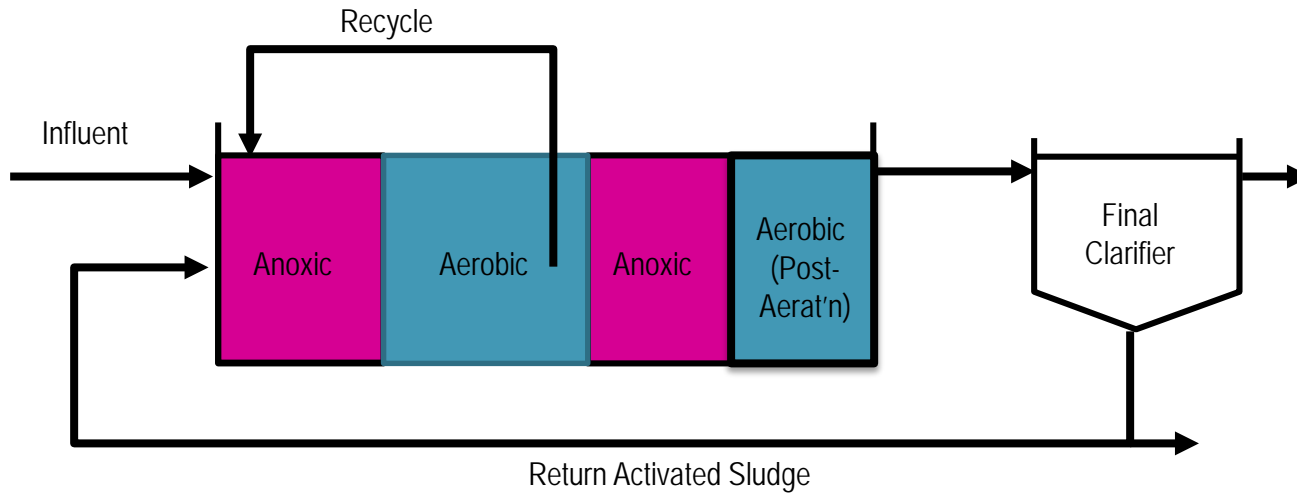 Recycle
Influent
Anoxic
Aerobic
Anoxic
Aerobic
(Post-
Aerat'n)
Final
Clarifier
Return Activated Sludge